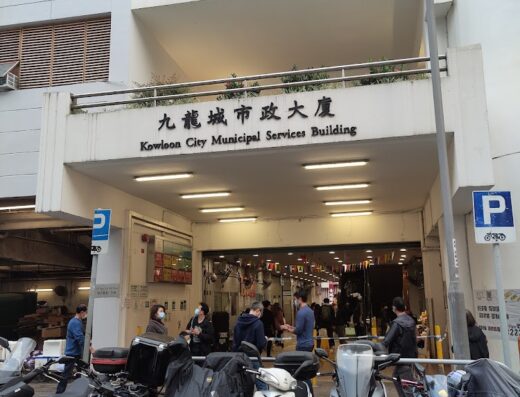 九龍城市政大廈
Kowloon City Municipal Services Building
P
P